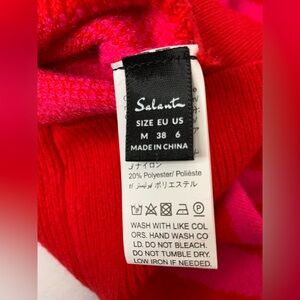 Salanti
SIZE EU US
M 38 6
MADE IN CHINA
ナイロン
20% Polyester/ Polièste
ポリエステル
WASH WITH LIKE COL
ORS. HAND WASH CO
LD. DO NOT BLEACH.
DO NOT TUMBLE DRY.
LOW IRON IF NEEDED.